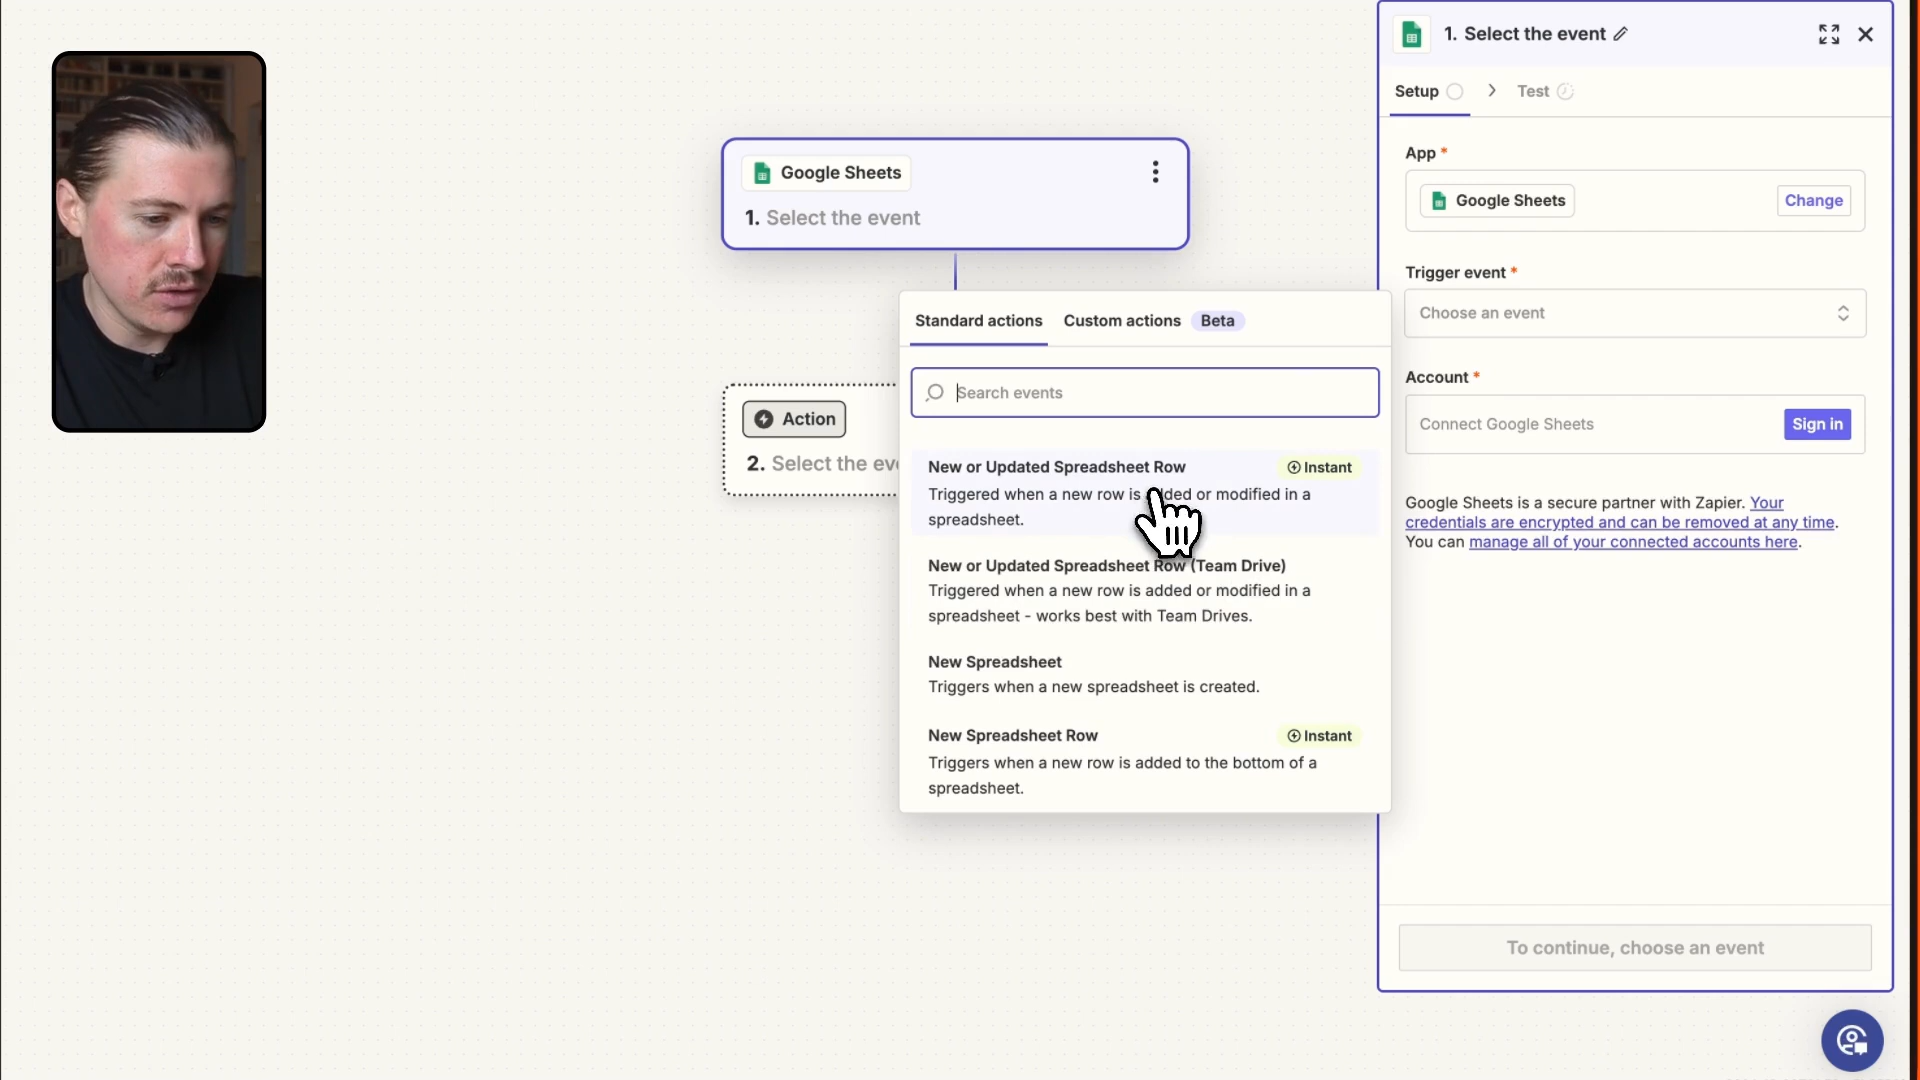 Google Sheets
1. Select the event
Action
2. Select the eve
Standard actions
Custom actions Beta
Search events
New or Updated Spreadsheet Row
Instant
Triggered when a new row is added or modified in a
spreadsheet.
New or Updated Spreadsheet Row (Team Drive)
Triggered when a new row is added or modified in a
spreadsheet - works best with Team Drives.
New Spreadsheet
Triggers when a new spreadsheet is created.
New Spreadsheet Row
Instant
Triggers when a new row is added to the bottom of a
spreadsheet.
1. Select the event
Setup
Test
App *
Google Sheets
Change
Trigger event *
Choose an event
Account *
Connect Google Sheets
Sign in
Google Sheets is a secure partner with Zapier. Your
credentials are encrypted and can be removed at any time.
You can manage all of your connected accounts here.
To continue, choose an event